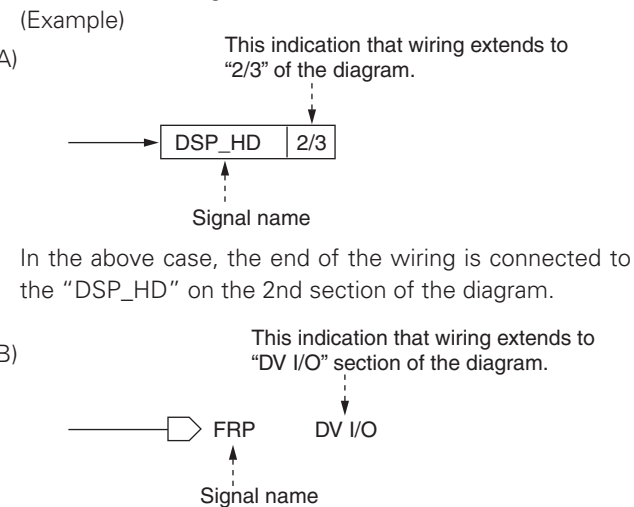 (Example)
A)
This indication that wiring extends to
“2/3” of the diagram.
DSP_HD 2/3
Signal name
In the above case, the end of the wiring is connected to
the “DSP_HD” on the 2nd section of the diagram.
B)
This indication that wiring extends to
“DV I/O” section of the diagram.
FRP DV I/O
Signal name